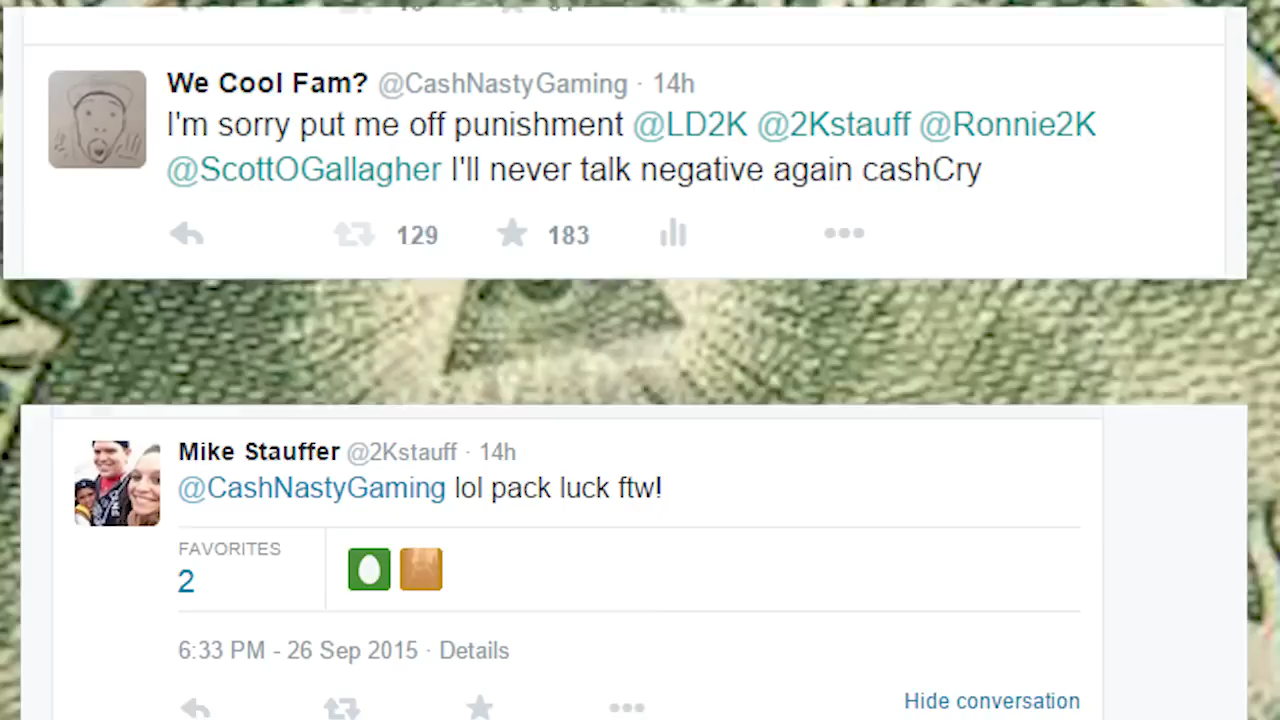 We Cool Fam? @CashNastyGaming · 14h
I'm sorry put me off punishment @LD2K @2Kstauff @Ronnie2K
@ScottOGallagher I'll never talk negative again cashCry
129 183
Mike Stauffer @2Kstauff · 14h
@CashNastyGaming lol pack luck ftw!
FAVORITES
2
6:33 PM - 26 Sep 2015 · Details
Hide conversation